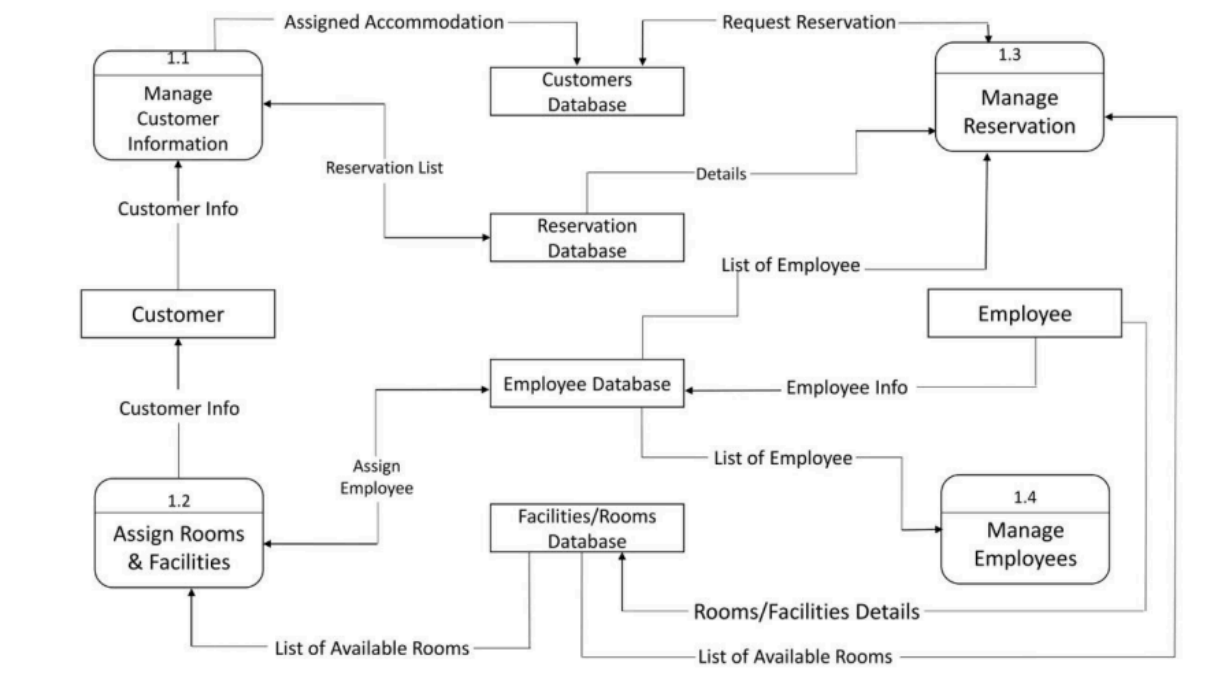 Assigned Accommodation
Request Reservation
1.1
Manage
Customer
Information
Customers
Database
1.3
Manage
Reservation
Reservation List
Details
Customer Info
Reservation
Database
List of Employee
Customer
Employee
Employee Database
Employee Info
Customer Info
List of Employee
Assign
Employee
1.2
Assign Rooms
& Facilities
Facilities/Rooms
Database
1.4
Manage
Employees
Rooms/Facilities Details
List of Available Rooms
List of Available Rooms